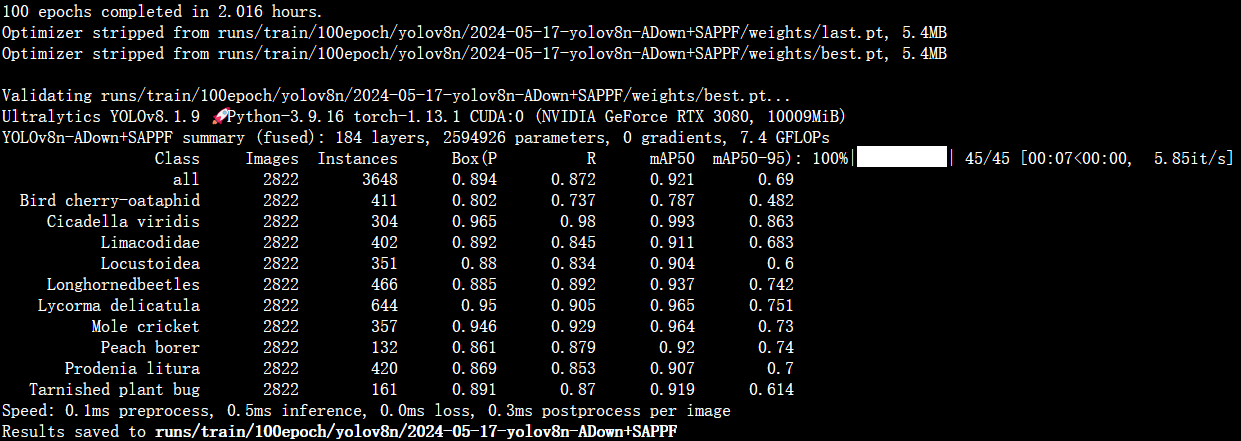 100 epochs completed in 2.016 hours.
Optimizer stripped from runs/train/100epoch/yolov8n/2024-05-17-yolov8n-ADown+SAPPF/weights/last.pt, 5.4MB
Optimizer stripped from runs/train/100epoch/yolov8n/2024-05-17-yolov8n-ADown+SAPPF/weights/best.pt, 5.4MB
Validating runs/train/100epoch/yolov8n/2024-05-17-yolov8n-ADown+SAPPF/weights/best.pt...
Ultralytics YOLOv8.1.9 🚀Python-3.9.16 torch-1.13.1 CUDA:0 (NVIDIA GeForce RTX 3080, 10009MiB)
YOLOv8n-ADown+SAPPF summary (fused): 184 layers, 2594926 parameters, 0 gradients, 7.4 GFLOPs
Class Images Instances Box(P R mAP50 mAP50-95): 100%|██████████| 45/45 [00:07<00:00, 5.85it/s]
all 2822 3648 0.894 0.872 0.921 0.69
Bird cherry-oataphid 2822 411 0.802 0.737 0.787 0.482
Cicadella viridis 2822 304 0.965 0.98 0.993 0.863
Limacodidae 2822 402 0.892 0.845 0.911 0.683
Locustoidea 2822 351 0.88 0.834 0.904 0.6
Longhornedbeetles 2822 466 0.885 0.892 0.937 0.742
Lycorma delicatula 2822 644 0.95 0.905 0.965 0.751
Mole cricket 2822 357 0.946 0.929 0.964 0.73
Peach borer 2822 132 0.861 0.879 0.92 0.74
Prodenia litura 2822 420 0.869 0.853 0.907 0.7
Tarnished plant bug 2822 161 0.891 0.87 0.919 0.614
Speed: 0.1ms preprocess, 0.5ms inference, 0.0ms loss, 0.3ms postprocess per image
Results saved to runs/train/100epoch/yolov8n/2024-05-17-yolov8n-ADown+SAPPF